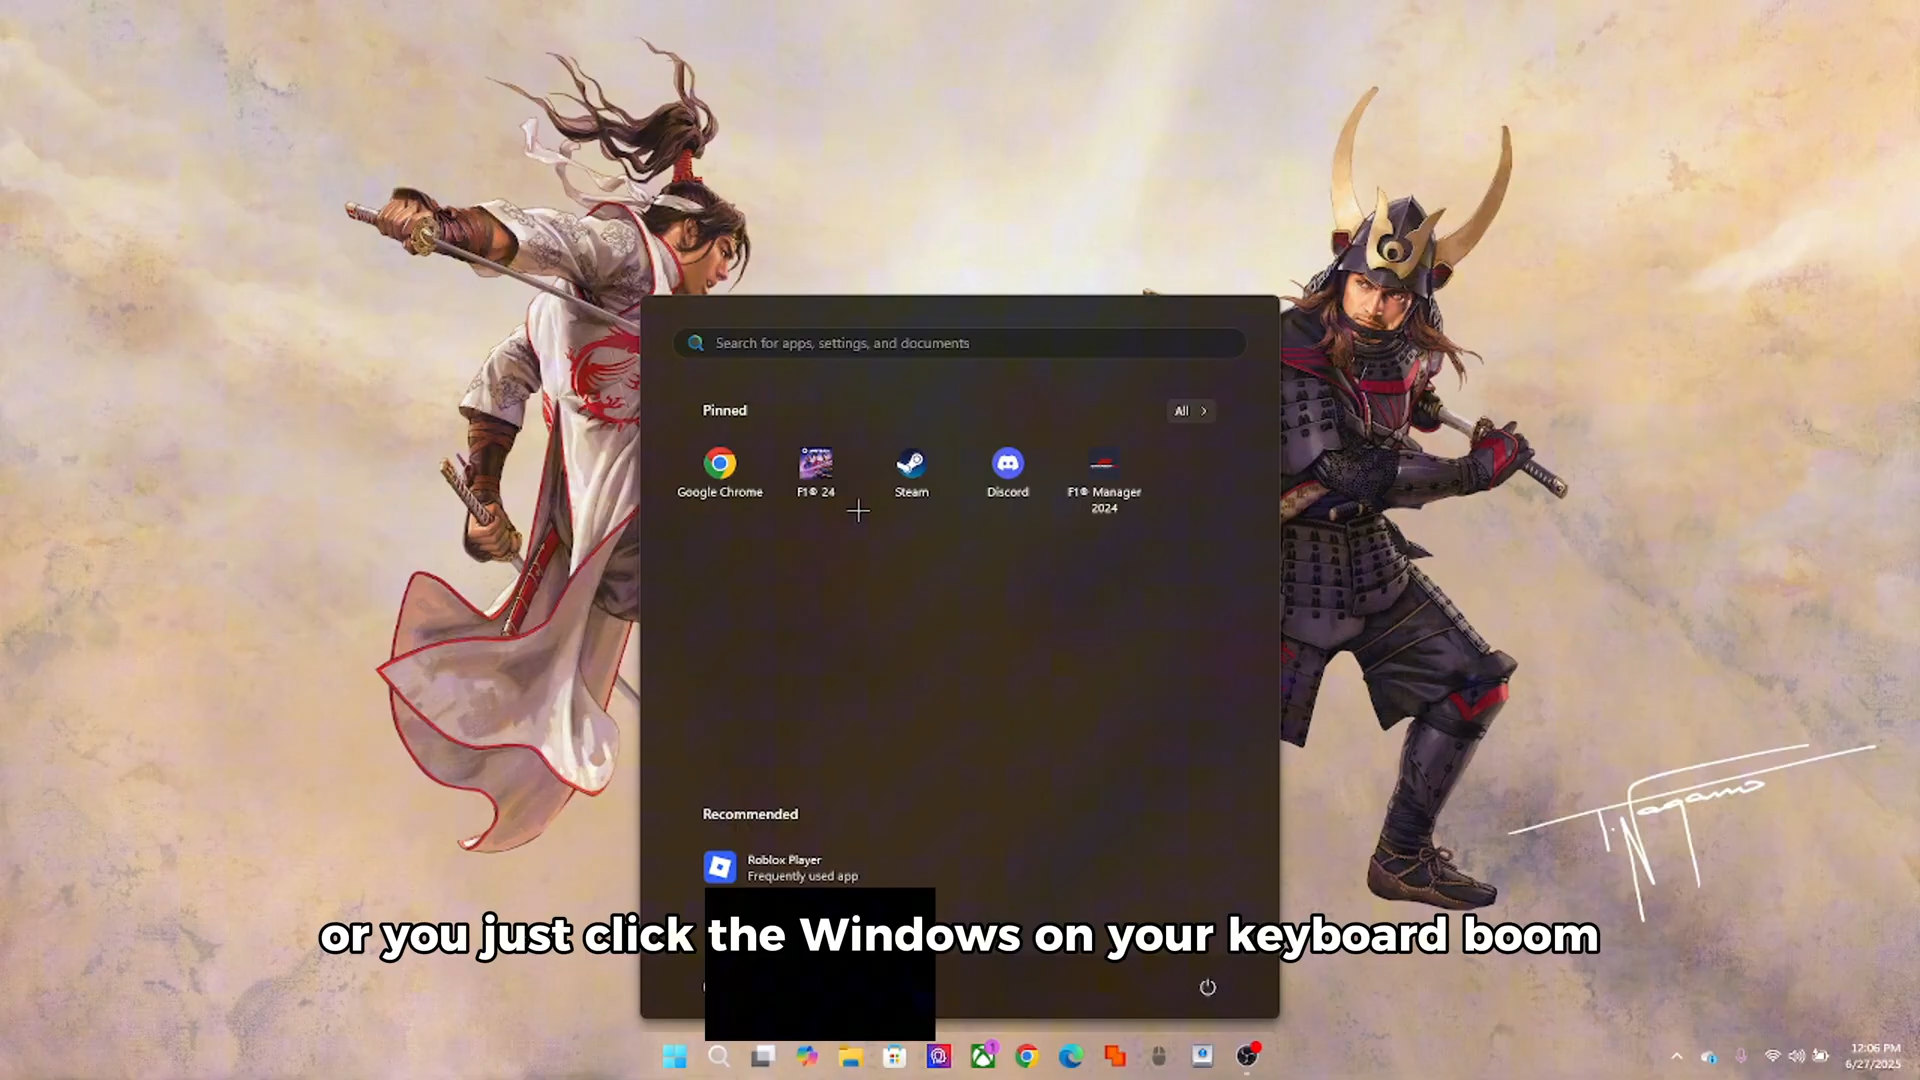 Search for apps, settings, and documents
Pinned
All
Google Chrome
F1® 24
Steam
Discord
F1® Manager
2024
Recommended
Roblox Player
Frequently used app
or you just click the Windows on your keyboard boom
T. Nagano
1
12:06 PM
6/27/2025